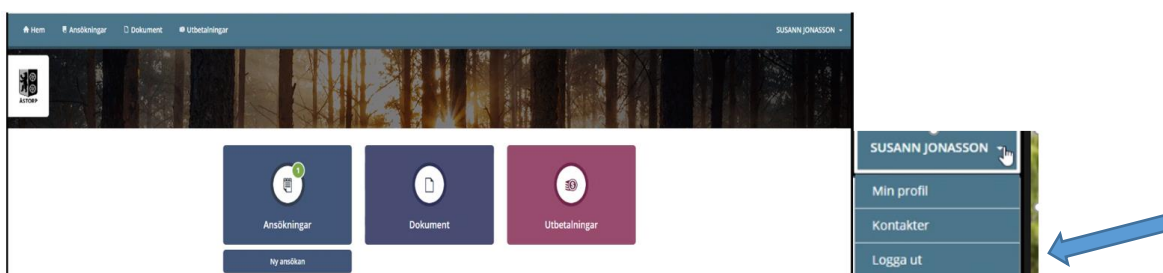 Hem Ansökningar Dokument Utbetalningar SUSANN JONASSON
ÅSTORP
1
Ansökningar Dokument Utbetalningar
Ny ansökan
SUSANN JONASSON
Min profil
Kontakter
Logga ut